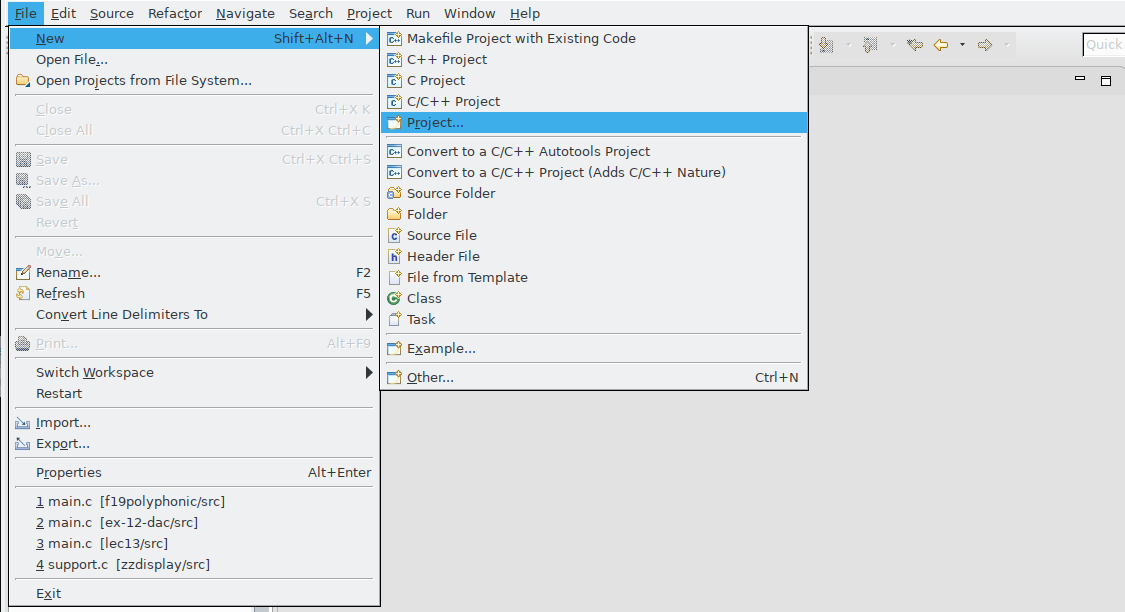 File Edit Source Refactor Navigate Search Project Run Window Help
New Shift+Alt+N
Open File...
Open Projects from File System...
Close Ctrl+X K
Close All Ctrl+X Ctrl+C
Save Ctrl+X Ctrl+S
Save As...
Save All Ctrl+X S
Revert
Move...
Rename... F2
Refresh F5
Convert Line Delimiters To
Print... Alt+F9
Switch Workspace
Restart
Import...
Export...
Properties Alt+Enter
1 main.c [f19polyphonic/src]
2 main.c [ex-12-dac/src]
3 main.c [lec13/src]
4 support.c [zzdisplay/src]
Exit
Makefile Project with Existing Code
C++ Project
C Project
C/C++ Project
Project...
Convert to a C/C++ Autotools Project
Convert to a C/C++ Project (Adds C/C++ Nature)
Source Folder
Folder
Source File
Header File
File from Template
Class
Task
Example...
Other... Ctrl+N
Quick